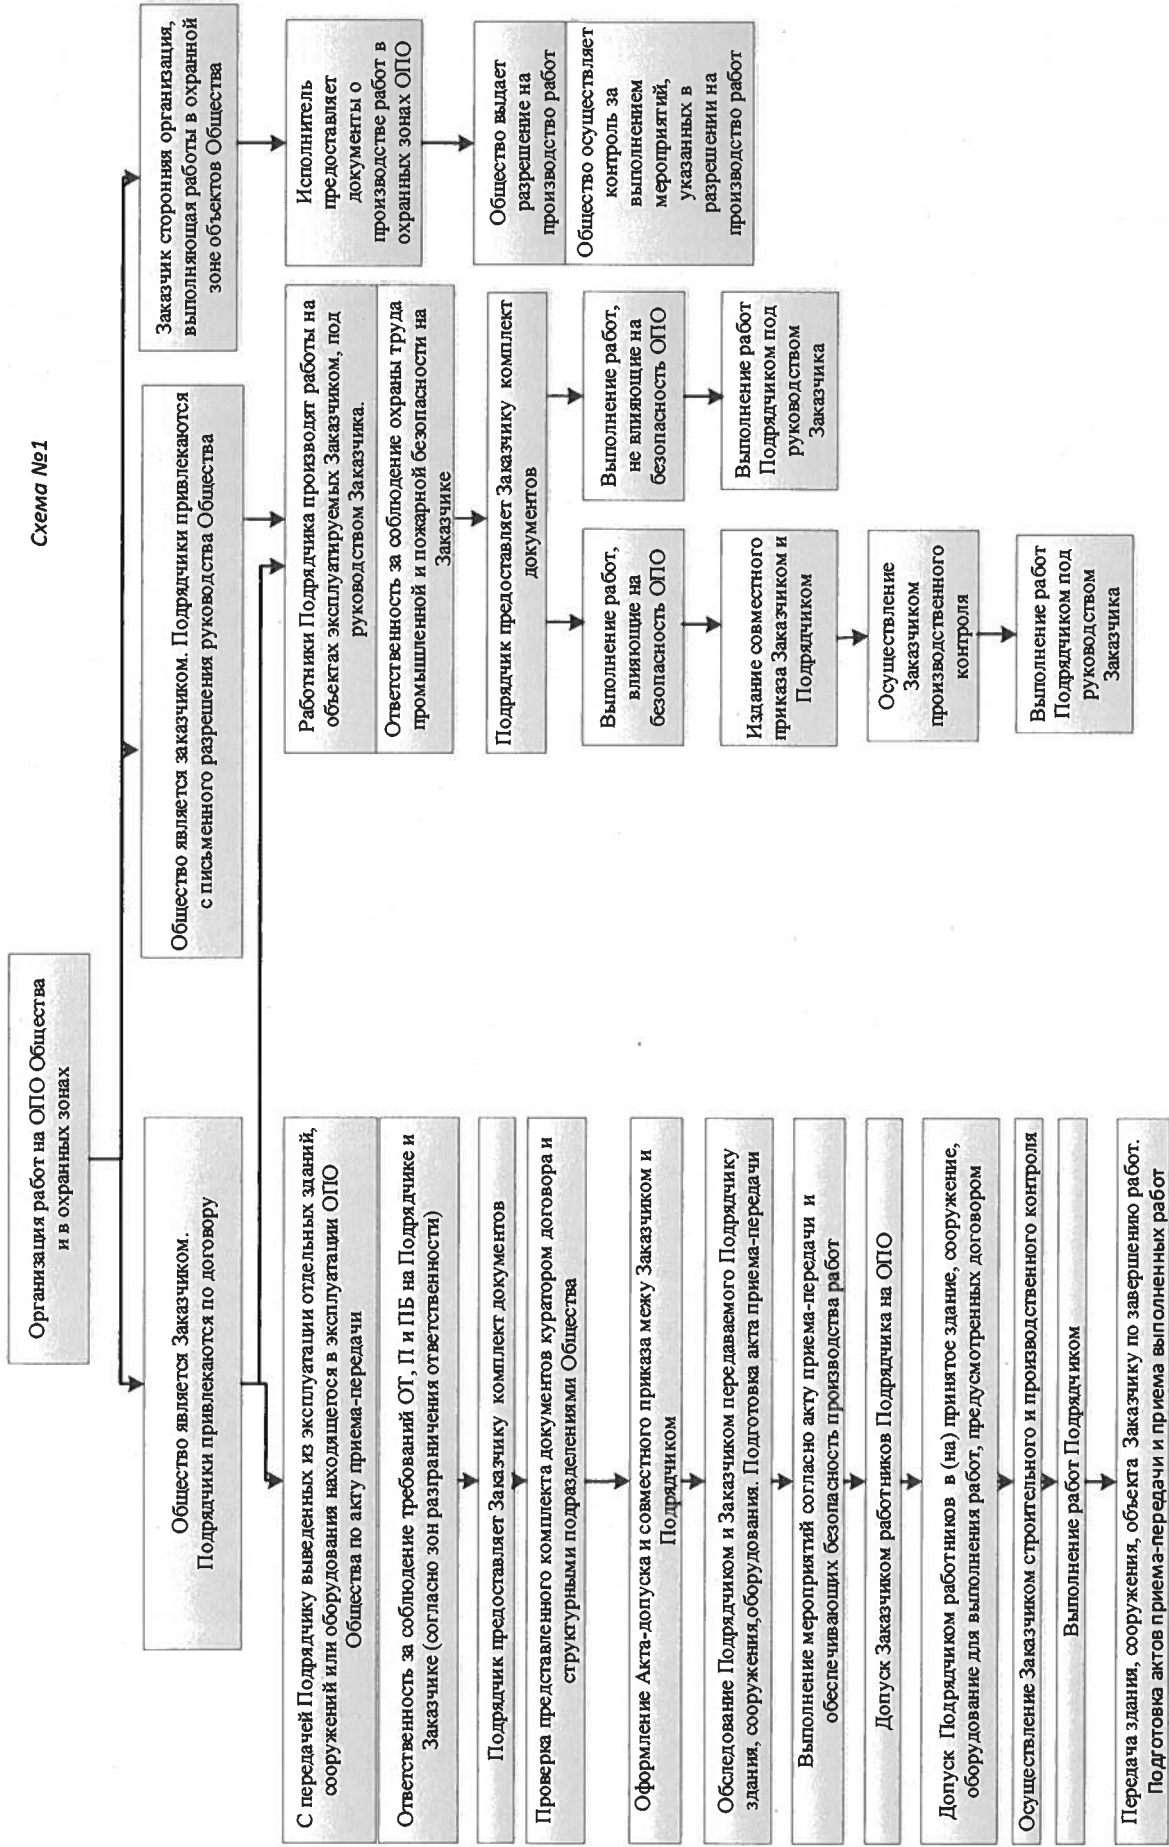 Схема №1
Организация работ на ОПО Общества
и в охранных зонах
Общество является Заказчиком.
Подрядчики привлекаются по договору
Общество является заказчиком. Подрядчики привлекаются
с письменного разрешения руководства Общества
Заказчик сторонняя организация,
выполняющая работы в охранной
зоне объектов Общества
С передачей Подрядчику выведенных из эксплуатации отдельных зданий,
сооружений или оборудования находящегося в эксплуатации ОПО
Общества по акту приема-передачи
Ответственность за соблюдение требований ОТ, П и ПБ на Подрядчике и
Заказчике (согласно зон разграничения ответственности)
Подрядчик предоставляет Заказчику комплект документов
Проверка представленного комплекта документов куратором договора и
структурными подразделениями Общества
Оформление Акта-допуска и совместного приказа межу Заказчиком и
Подрядчиком
Обследование Подрядчиком и Заказчиком передаваемого Подрядчику
здания, сооружения,оборудования. Подготовка акта приема-передачи
Выполнение мероприятий согласно акту приема-передачи и
обеспечивающих безопасность производства работ
Допуск Заказчиком работников Подрядчика на ОПО
Допуск Подрядчиком работников в (на) принятое здание, сооружение,
оборудование для выполнения работ, предусмотренных договором
Осуществление Заказчиком строительного и производственного контроля
Выполнение работ Подрядчиком
Передача здания, сооружения, объекта Заказчику по завершению работ.
Подготовка актов приема-передачи и приема выполненных работ
Работники Подрядчика производят работы на
объектах эксплуатируемых Заказчиком, под
руководством Заказчика.
Ответственность за соблюдение охраны труда
промышленной и пожарной безопасности на
Заказчике
Подрядчик предоставляет Заказчику комплект
документов
Выполнение работ,
влияющие на
безопасность ОПО
Издание совместного
приказа Заказчиком и
Подрядчиком
Осуществление
Заказчиком
производственного
контроля
Выполнение работ
Подрядчиком под
руководством
Заказчика
Выполнение работ,
не влияющие на
безопасность ОПО
Выполнение работ
Подрядчиком под
руководством
Заказчика
Исполнитель
предоставляет
документы о
производстве работ в
охранных зонах ОПО
Общество выдает
разрешение на
производство работ
Общество осуществляет
контроль за
выполнением
мероприятий,
указанных в
разрешении на
производство работ